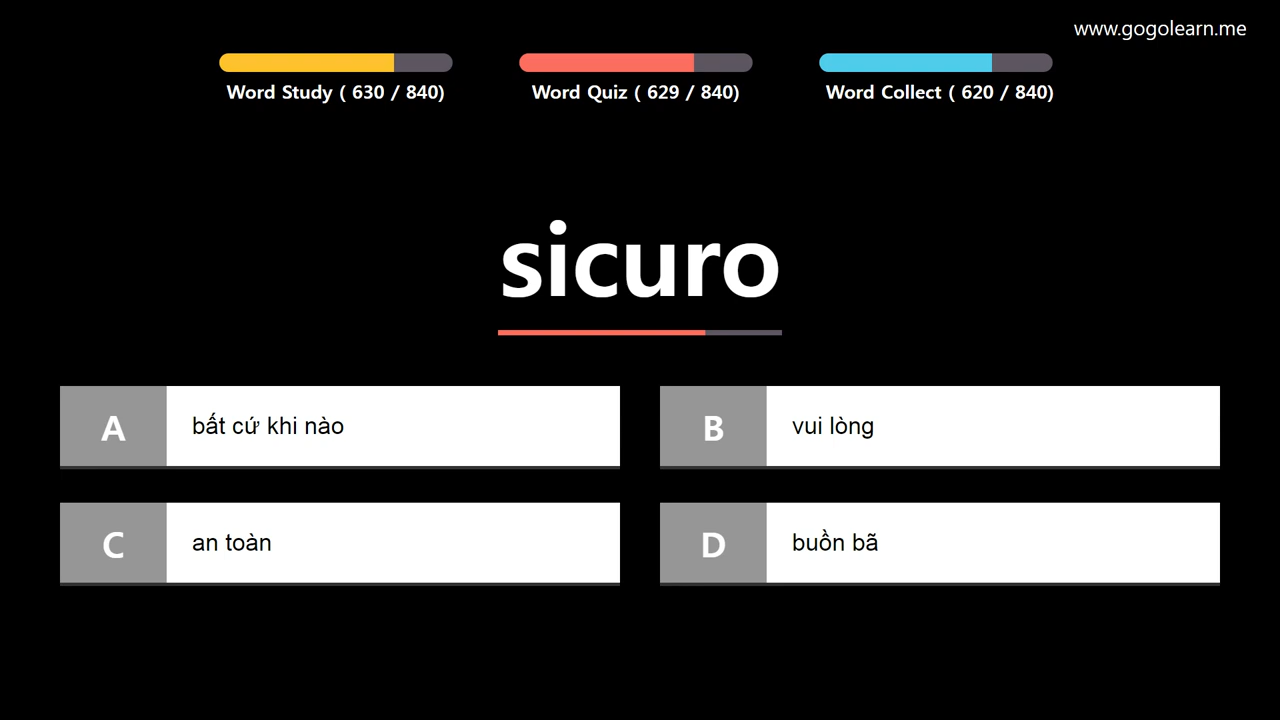 www.gogolearn.me
Word Study ( 630 / 840)
Word Quiz ( 629 / 840)
Word Collect ( 620 / 840)
sicuro
A bất cứ khi nào
B vui lòng
C an toàn
D buồn bã